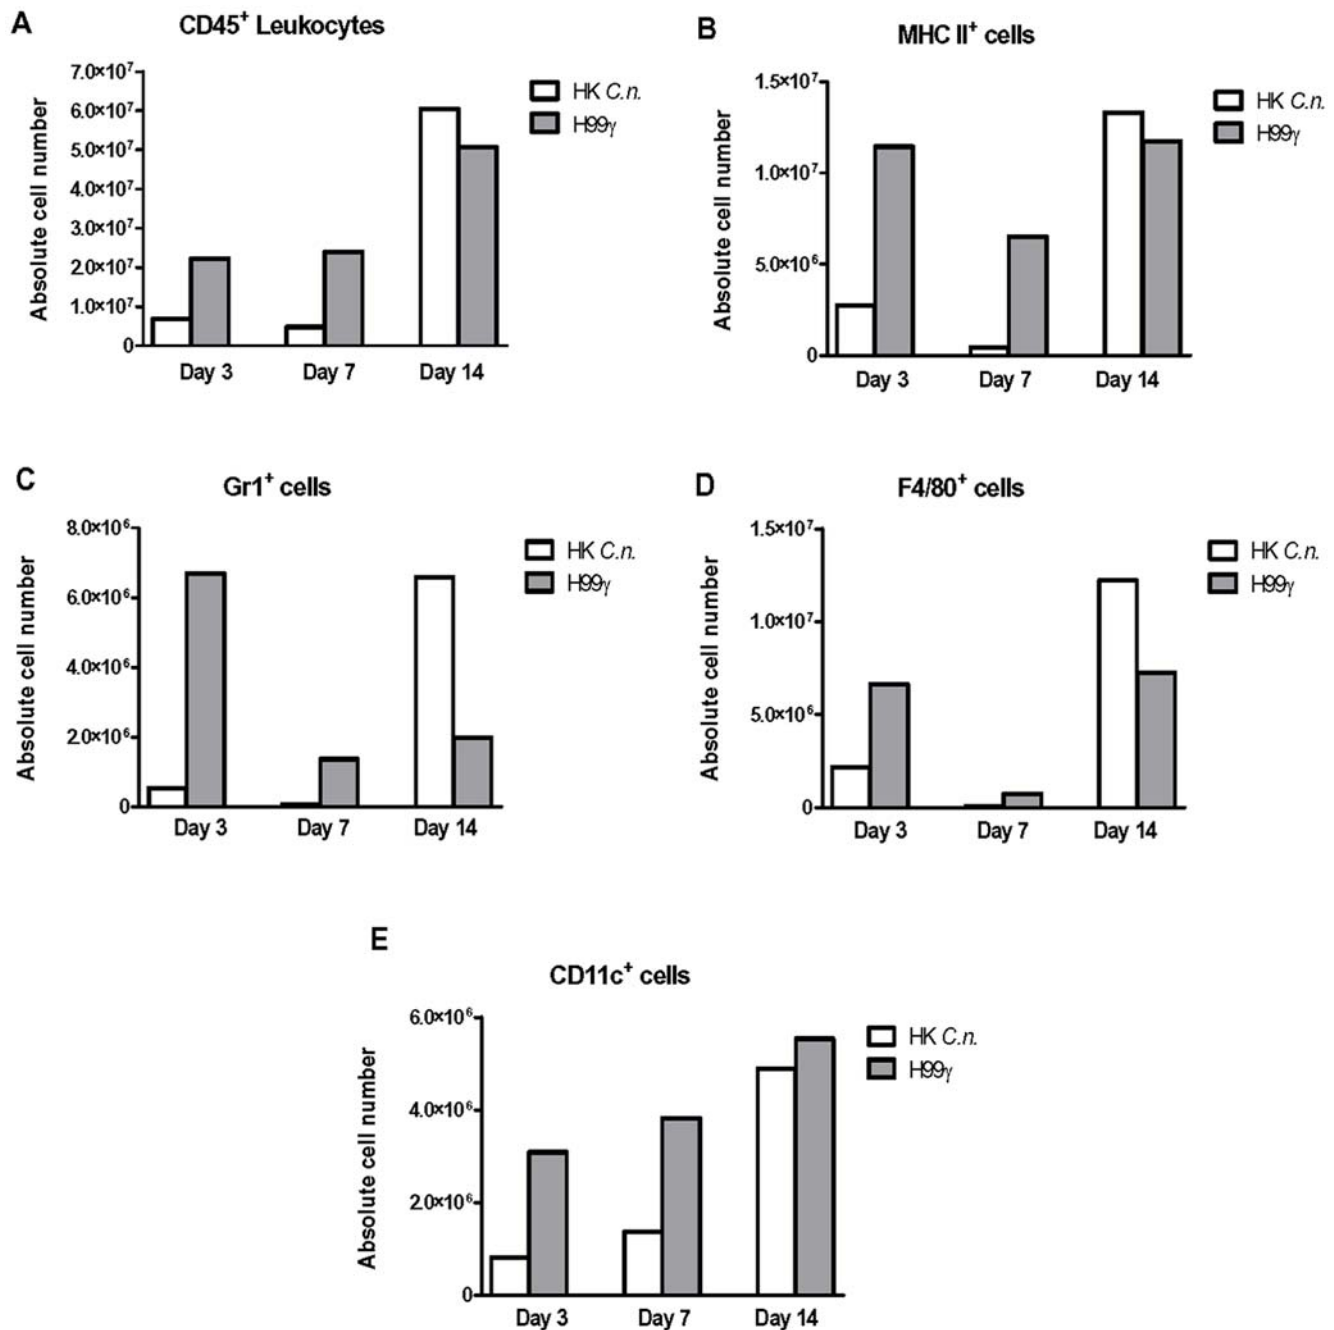 A
CD45⁺ Leukocytes
Absolute cell number
7.0×10⁷
6.0×10⁷
5.0×10⁷
4.0×10⁷
3.0×10⁷
2.0×10⁷
1.0×10⁷
0
Day 3 Day 7 Day 14
HK C.n.
H99γ
B
MHC II⁺ cells
Absolute cell number
1.5×10⁷
1.0×10⁷
5.0×10⁶
0
Day 3 Day 7 Day 14
HK C.n.
H99γ
C
Gr1⁺ cells
Absolute cell number
8.0×10⁶
6.0×10⁶
4.0×10⁶
2.0×10⁶
0
Day 3 Day 7 Day 14
HK C.n.
H99γ
D
F4/80⁺ cells
Absolute cell number
1.5×10⁷
1.0×10⁷
5.0×10⁶
0
Day 3 Day 7 Day 14
HK C.n.
H99γ
E
CD11c⁺ cells
Absolute cell number
6.0×10⁶
4.0×10⁶
2.0×10⁶
0
Day 3 Day 7 Day 14
HK C.n.
H99γ